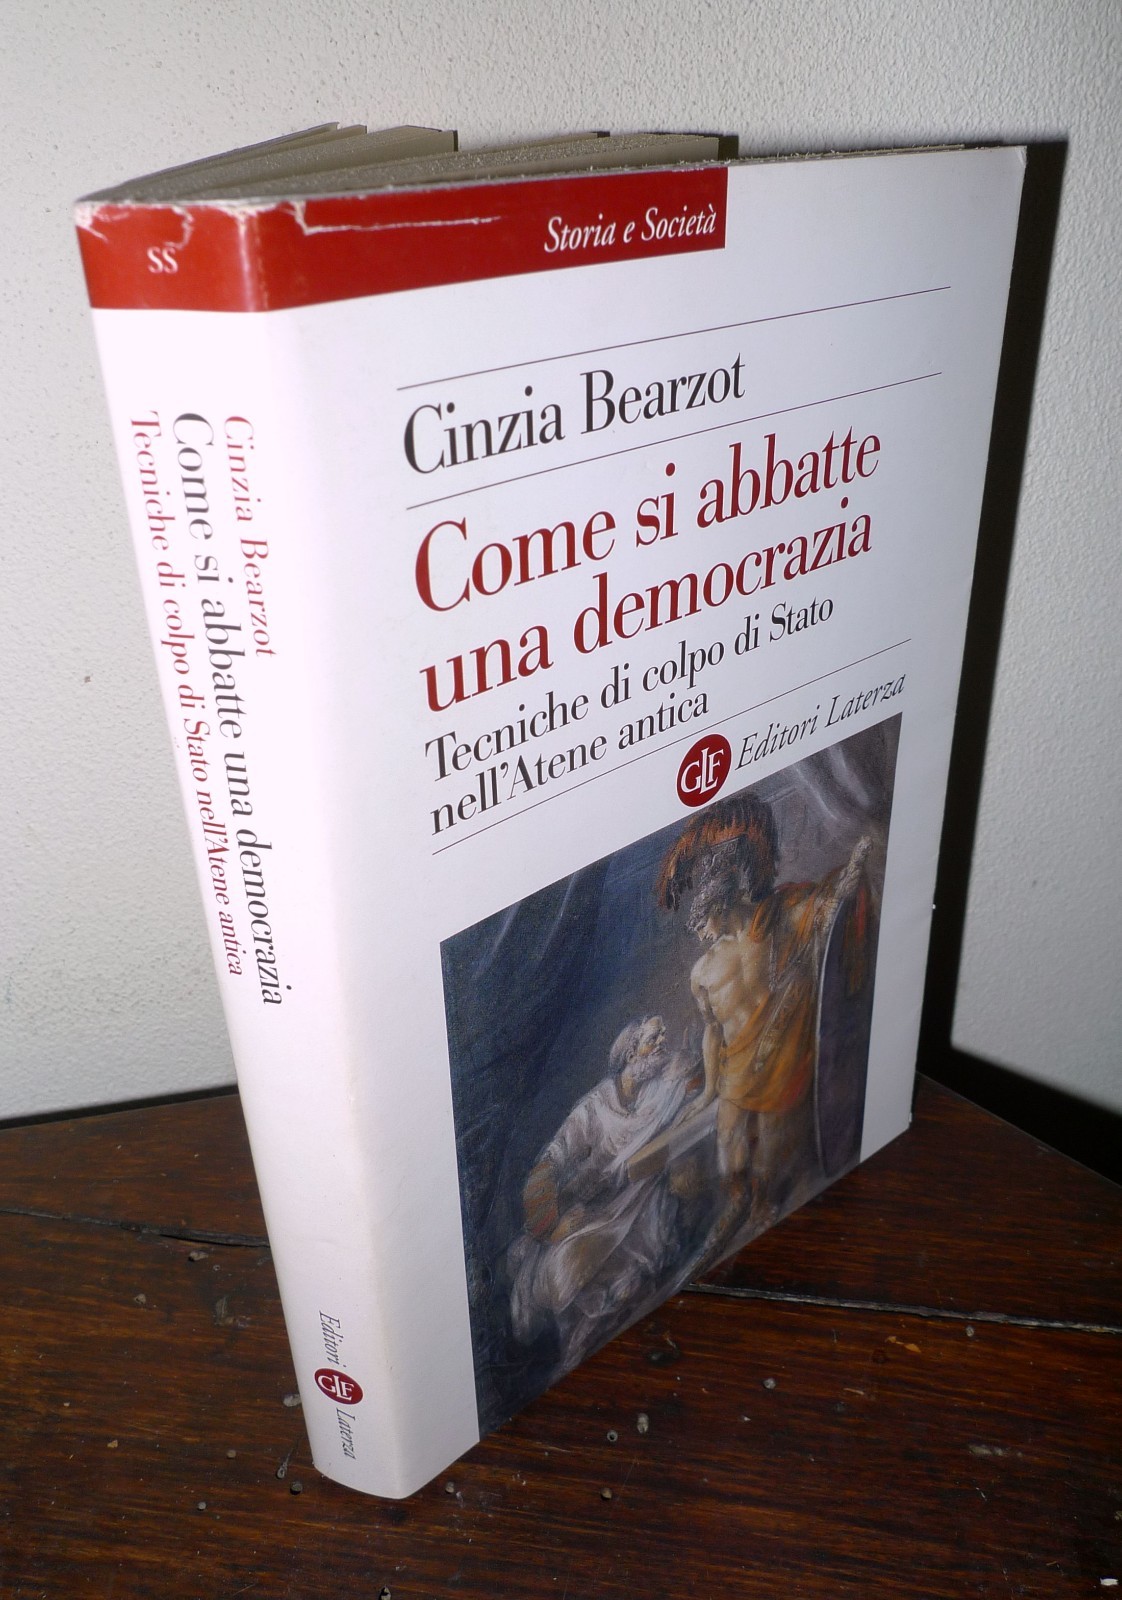 Storia e Società
Cinzia Bearzot
Come si abbatte
una democrazia
Tecniche di colpo di Stato
nell'Atene antica
GLF Editori Laterza
SS
Cinzia Bearzot
Come si abbatte una democrazia
Tecniche di colpo di Stato nell'Atene antica
Editori GLF Laterza